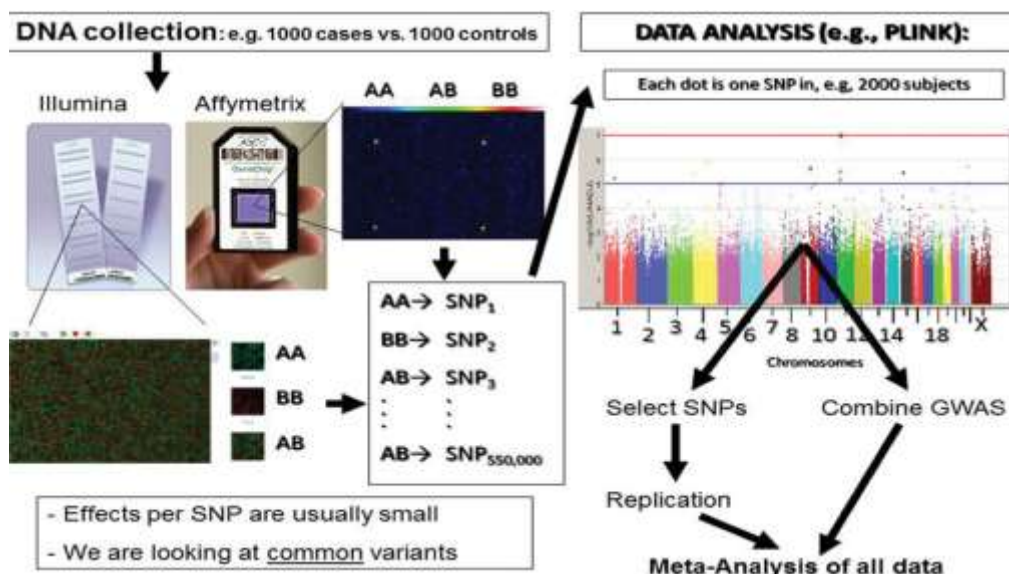 DNA collection: e.g. 1000 cases vs. 1000 controls
Illumina
Affymetrix
AA AB BB
AA
BB
AB
AA→ SNP1
BB→ SNP2
AB→ SNP3
AB→ SNP550,000
- Effects per SNP are usually small
- We are looking at common variants
DATA ANALYSIS (e.g., PLINK):
Each dot is one SNP in, e.g, 2000 subjects
1 2 3 4 5 6 7 8 10 12 14 18 X
Chromosomes
Select SNPs
Combine GWAS
Replication
Meta-Analysis of all data